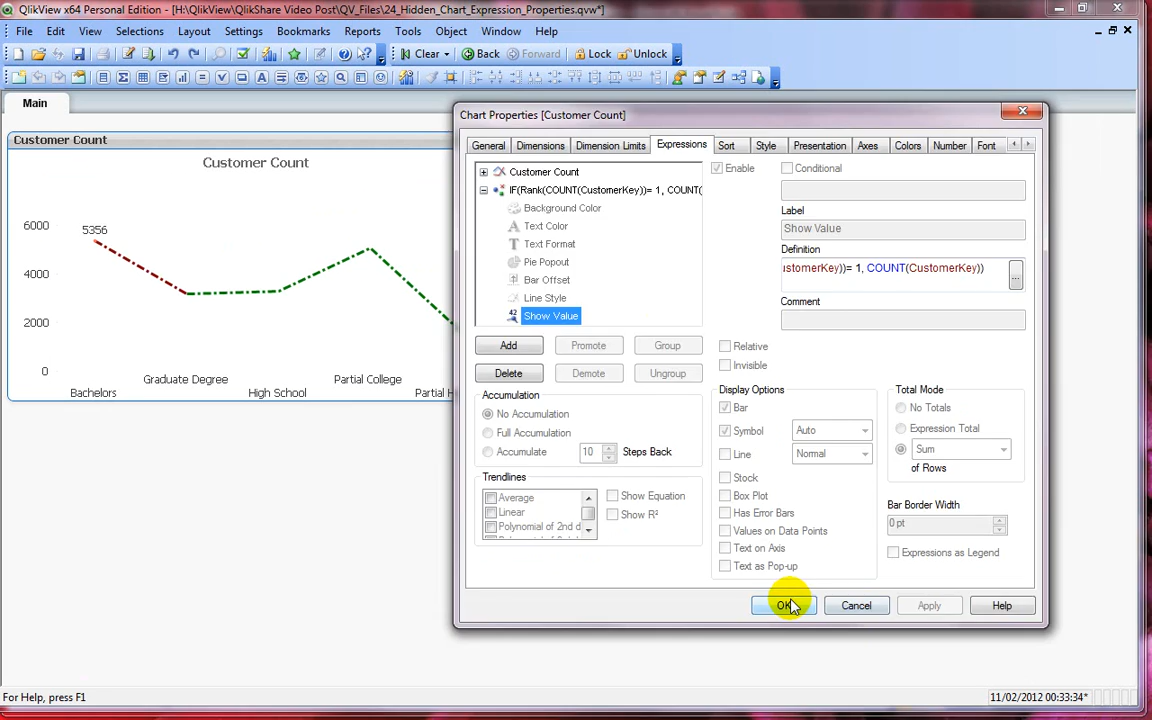 QlikView x64 Personal Edition - [H:\QlikView\QlikShare Video Post\QV_Files\24_Hidden_Chart_Expression_Properties.qvw*]
File Edit View Selections Layout Settings Bookmarks Reports Tools Object Window Help
Clear Back Forward Lock Unlock
Main
Customer Count
Customer Count
6000
5356
4000
2000
0
Bachelors
Graduate Degree
High School
Partial College
Partial H
Chart Properties [Customer Count]
General Dimensions Dimension Limits Expressions Sort Style Presentation Axes Colors Number Font
Customer Count
IF(Rank(COUNT(CustomerKey))= 1, COUNT(
Background Color
Text Color
Text Format
Pie Popout
Bar Offset
Line Style
42 Show Value
Enable
Conditional
Label
Show Value
Definition
ustomerKey))= 1, COUNT(CustomerKey))
...
Comment
Add Promote Group
Delete Demote Ungroup
Relative
Invisible
Accumulation
No Accumulation
Full Accumulation
Accumulate 10 Steps Back
Trendlines
Average
Linear
Polynomial of 2nd d
Show Equation
Show R²
Display Options
Bar
Symbol Auto
Line Normal
Stock
Box Plot
Has Error Bars
Values on Data Points
Text on Axis
Text as Pop-up
Total Mode
No Totals
Expression Total
Sum
of Rows
Bar Border Width
0 pt
Expressions as Legend
OK Cancel Apply Help
For Help, press F1
11/02/2012 00:33:34*